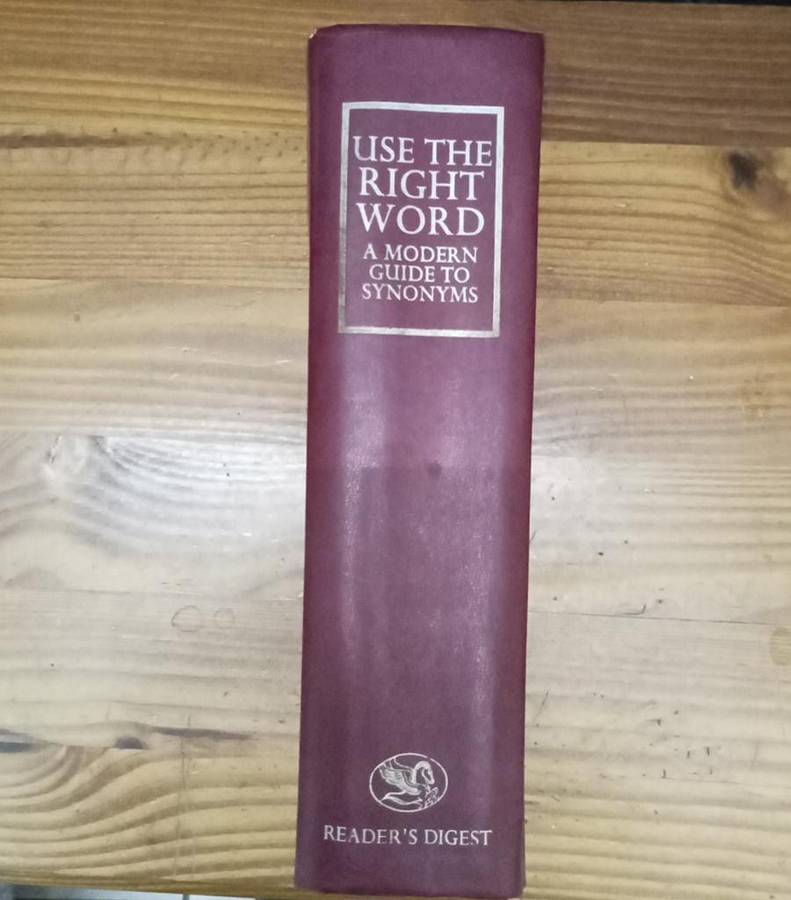 USE THE
RIGHT
WORD
A MODERN
GUIDE TO
SYNONYMS
READER'S DIGEST